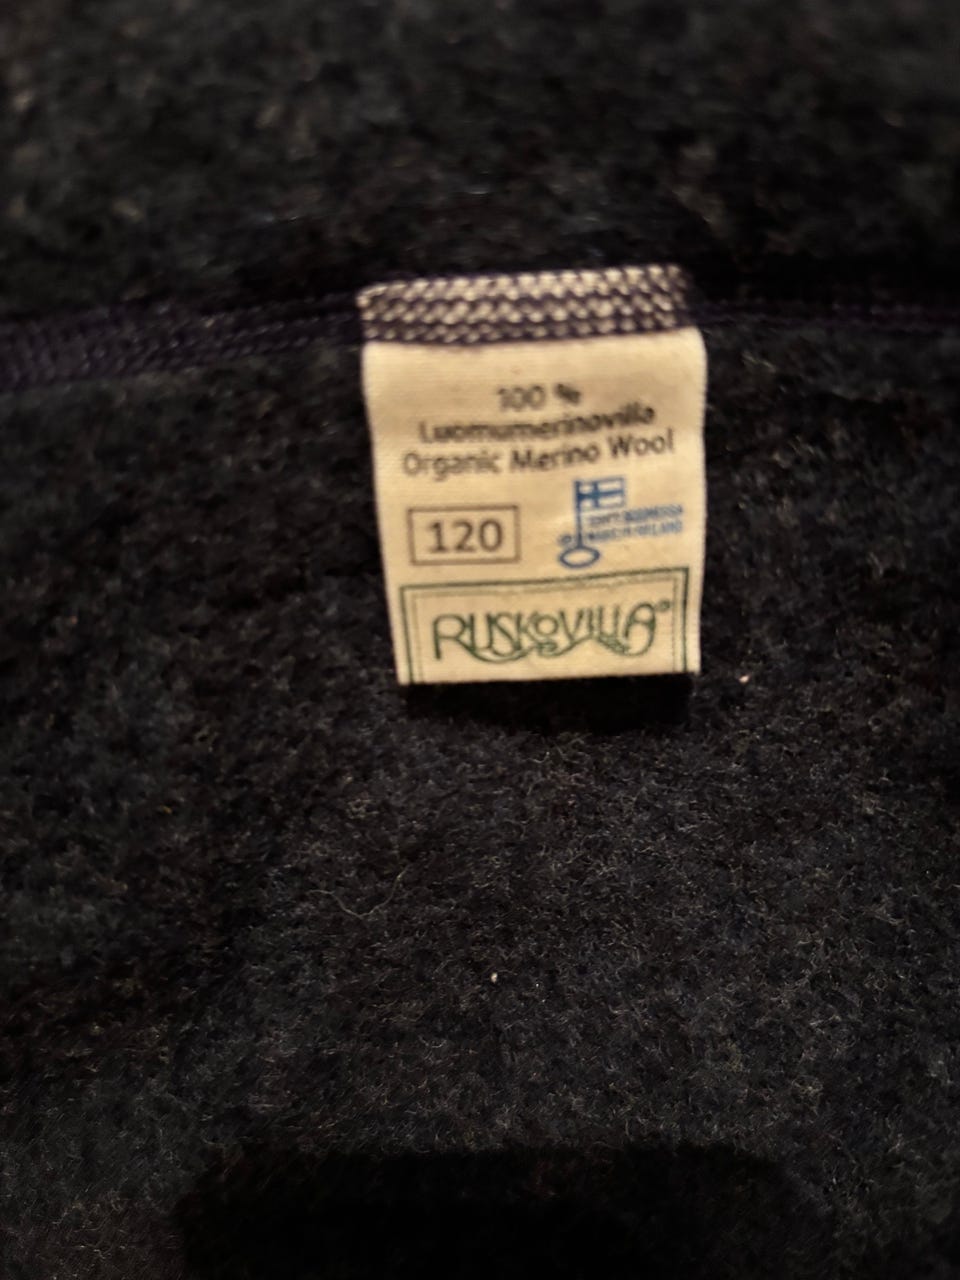 100 %
Luomumerinovilla
Organic Merino Wool
120
RUSKOVILLA®